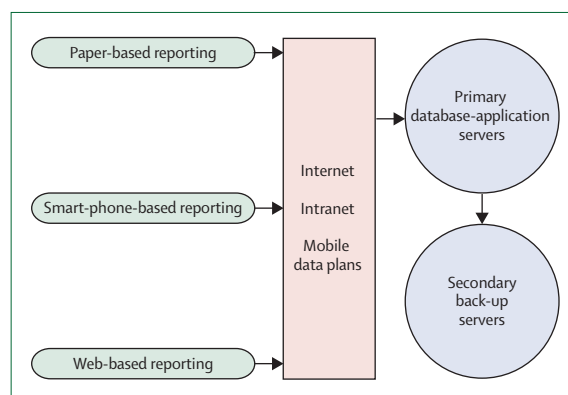 Paper-based reporting
Smart-phone-based reporting
Web-based reporting
Internet
Intranet
Mobile
data plans
Primary
database-application
servers
Secondary
back-up
servers